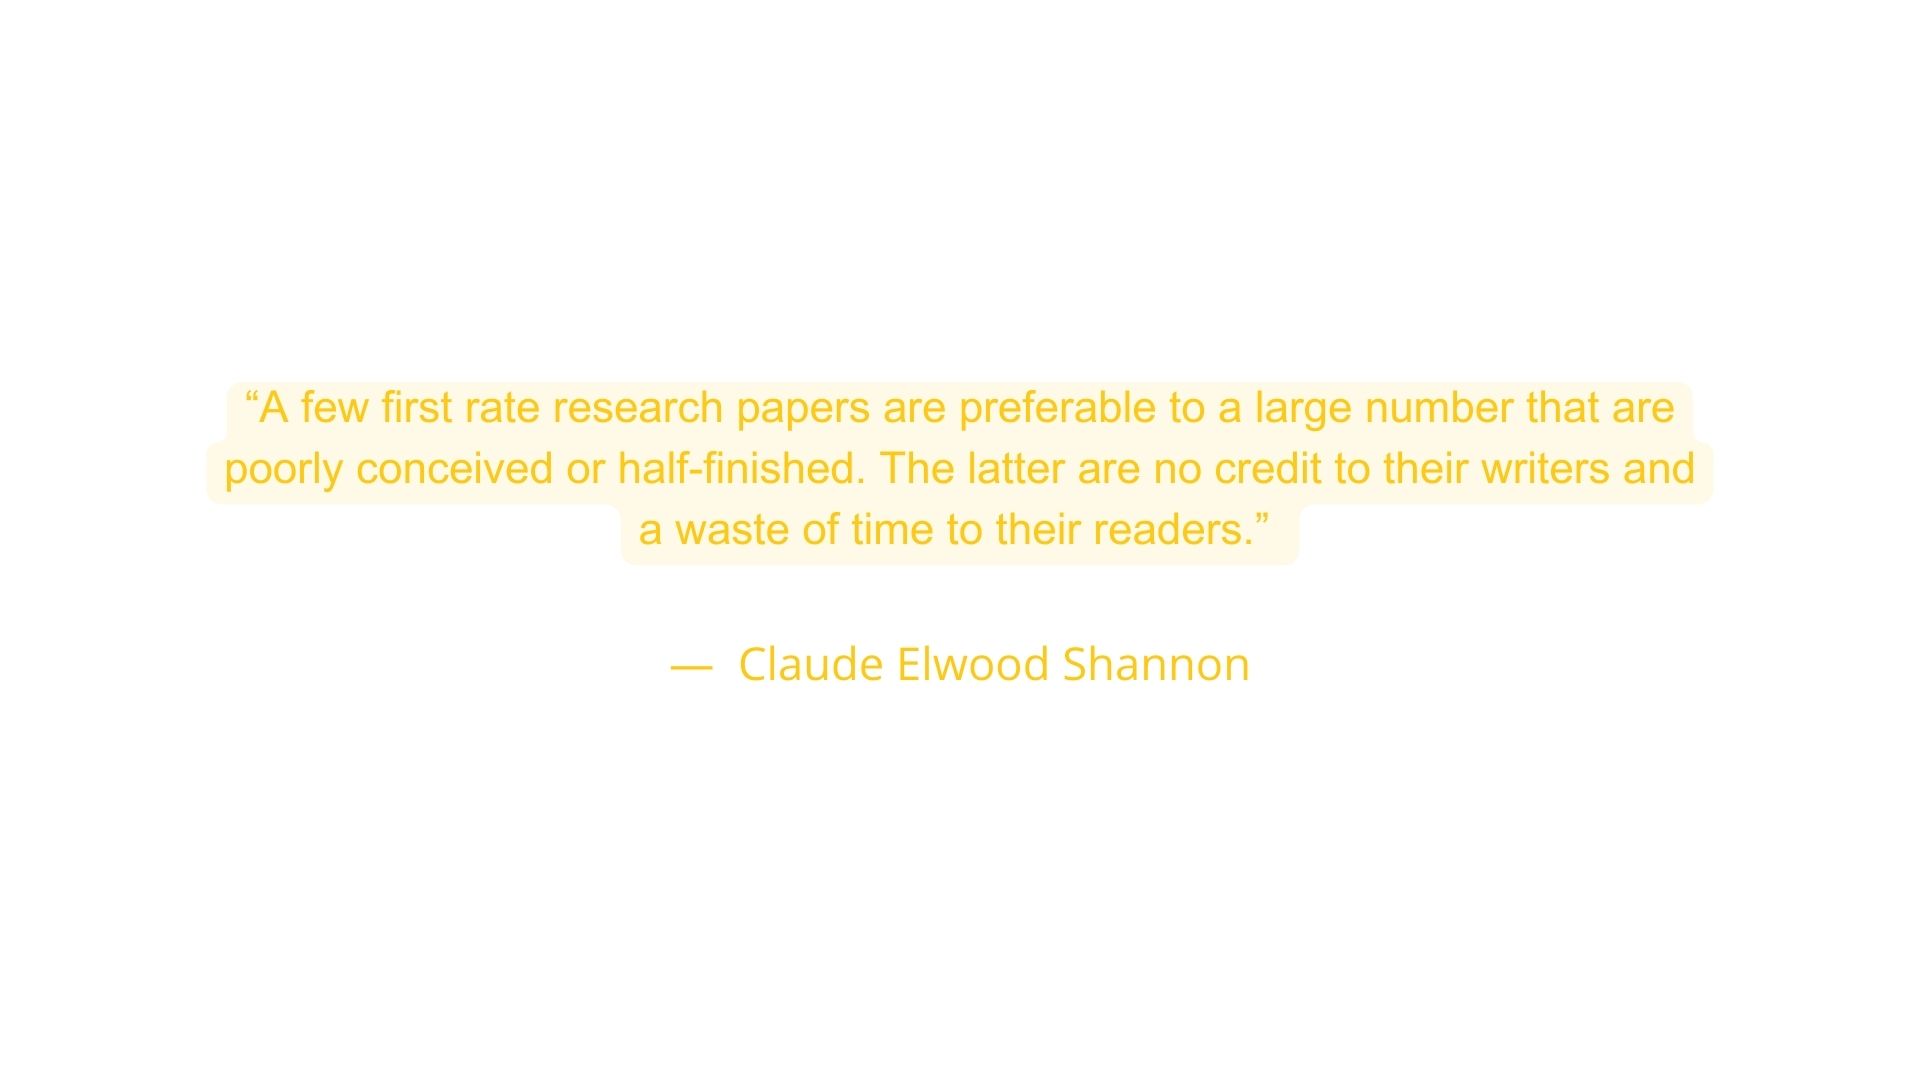 “A few first rate research papers are preferable to a large number that are
poorly conceived or half-finished. The latter are no credit to their writers and
a waste of time to their readers.”
— Claude Elwood Shannon